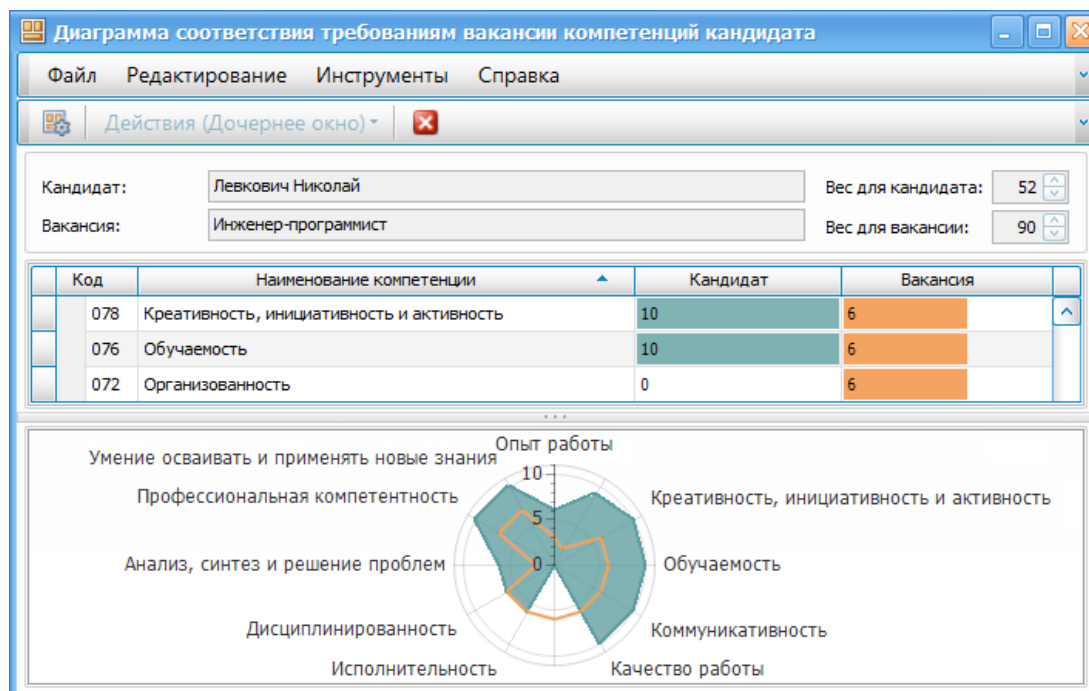 Диаграмма соответствия требованиям вакансии компетенций кандидата
Файл Редактирование Инструменты Справка
Действия (Дочернее окно)
Кандидат: Левкович Николай Вес для кандидата: 52
Вакансия: Инженер-программист Вес для вакансии: 90
Код Наименование компетенции Кандидат Вакансия
078 Креативность, инициативность и активность 10 6
076 Обучаемость 10 6
072 Организованность 0 6
Опыт работы
Умение осваивать и применять новые знания
10
Профессиональная компетентность
Креативность, инициативность и активность
5
Анализ, синтез и решение проблем
0
Обучаемость
Дисциплинированность
Коммуникативность
Исполнительность
Качество работы